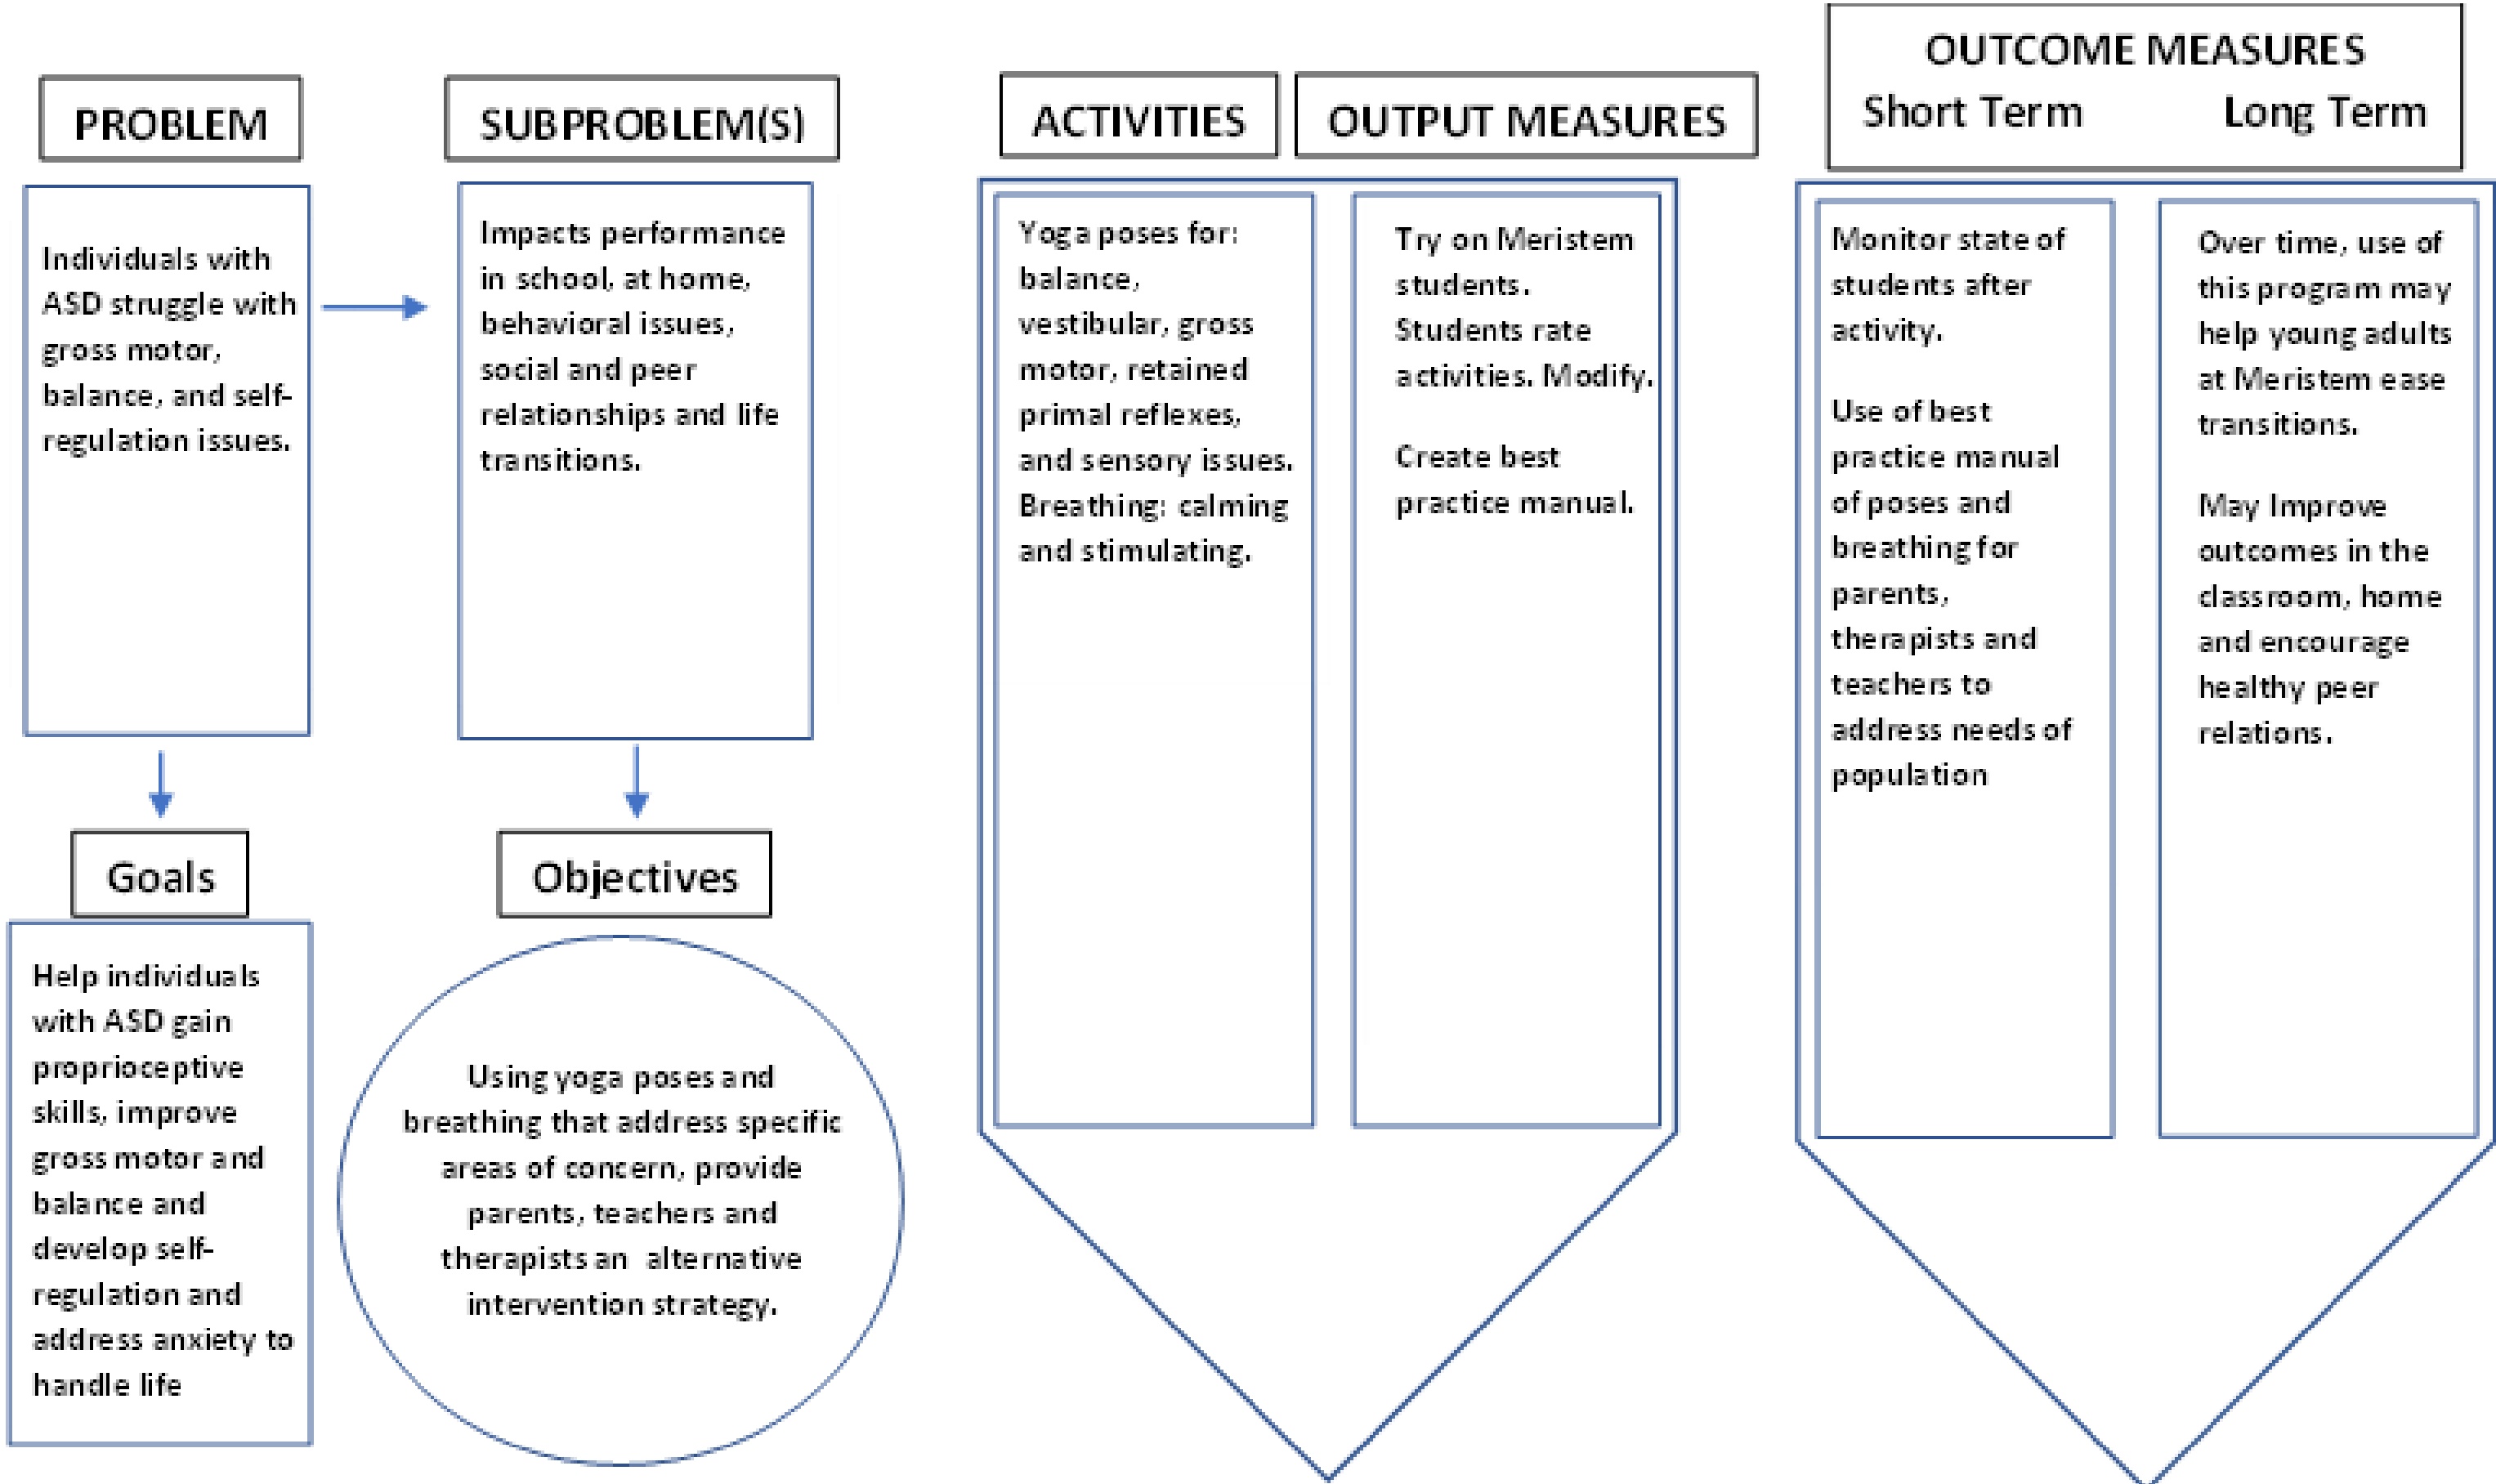 PROBLEM
Individuals with
ASD struggle with
gross motor,
balance, and self-
regulation issues.
SUBPROBLEM(S)
Impacts performance
in school, at home,
behavioral issues,
social and peer
relationships and life
transitions.
Goals
Help individuals
with ASD gain
proprioceptive
skills, improve
gross motor and
balance and
develop self-
regulation and
address anxiety to
handle life
Objectives
Using yoga poses and
breathing that address specific
areas of concern, provide
parents, teachers and
therapists an alternative
intervention strategy.
ACTIVITIES
Yoga poses for:
balance,
vestibular, gross
motor, retained
primal reflexes,
and sensory issues.
Breathing: calming
and stimulating.
OUTPUT MEASURES
Try on Meristem
students.
Students rate
activities. Modify.
Create best
practice manual.
OUTCOME MEASURES
Short Term
Long Term
Monitor state of
students after
activity.
Use of best
practice manual
of poses and
breathing for
parents,
therapists and
teachers to
address needs of
population
Over time, use of
this program may
help young adults
at Meristem ease
transitions.
May Improve
outcomes in the
classroom, home
and encourage
healthy peer
relations.